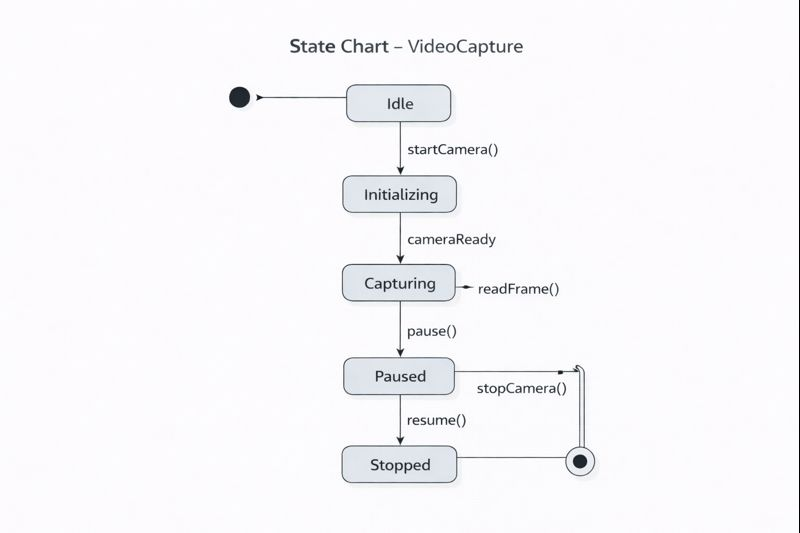 State Chart – VideoCapture
Idle
startCamera()
Initializing
cameraReady
Capturing
readFrame()
pause()
Paused
stopCamera()
resume()
Stopped